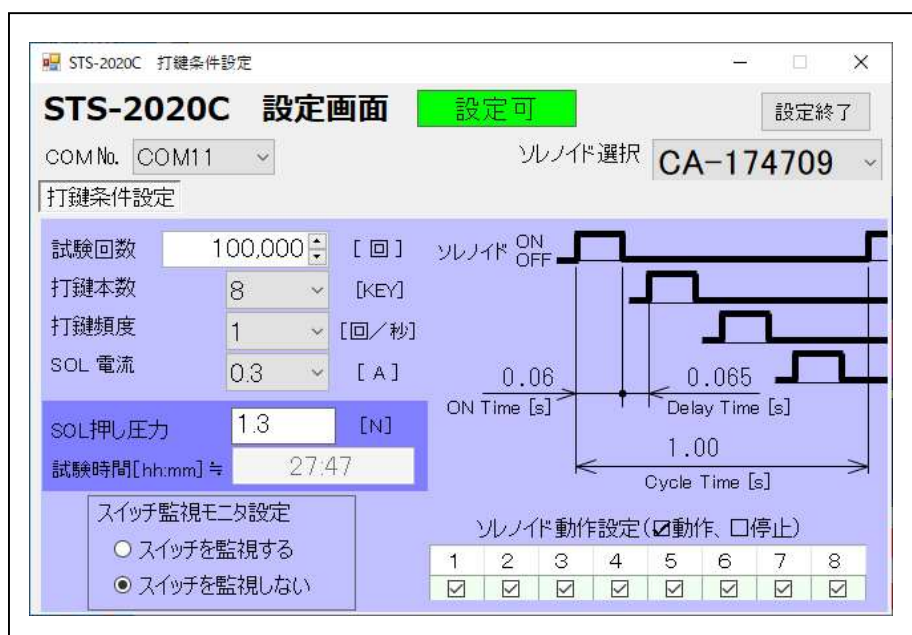 STS-2020C 打鍵条件設定
STS-2020C 設定画面 設定可 設定終了
COM No. COM11 ソレノイド選択 CA-174709
打鍵条件設定
試験回数 100,000 [ 回 ]
打鍵本数 8 [KEY]
打鍵頻度 1 [回/秒]
SOL 電流 0.3 [ A ]
SOL押し圧力 1.3 [N]
試験時間[hh:mm]≒ 27:47
スイッチ監視モニタ設定
スイッチを監視する
スイッチを監視しない
ソレノイド ON
OFF
0.06
ON Time [s]
0.065
Delay Time [s]
1.00
Cycle Time [s]
ソレノイド動作設定(☑動作、☐停止)
1 2 3 4 5 6 7 8